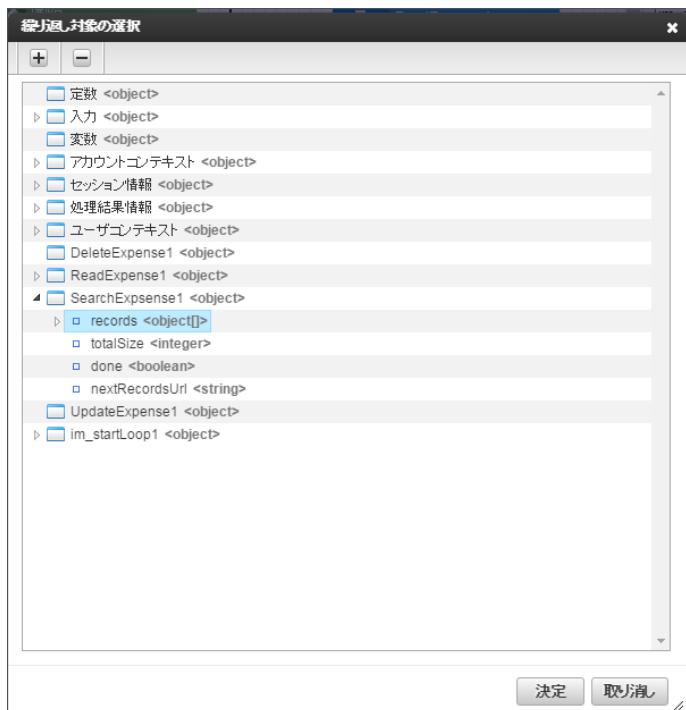 繰り返し対象の選択
定数 <object>
入力 <object>
変数 <object>
アカウントコンテキスト <object>
セッション情報 <object>
処理結果情報 <object>
ユーザコンテキスト <object>
DeleteExpense1 <object>
ReadExpense1 <object>
SearchExpsense1 <object>
records <object[]>
totalSize <integer>
done <boolean>
nextRecordsUrl <string>
UpdateExpense1 <object>
im_startLoop1 <object>
決定 取り消し